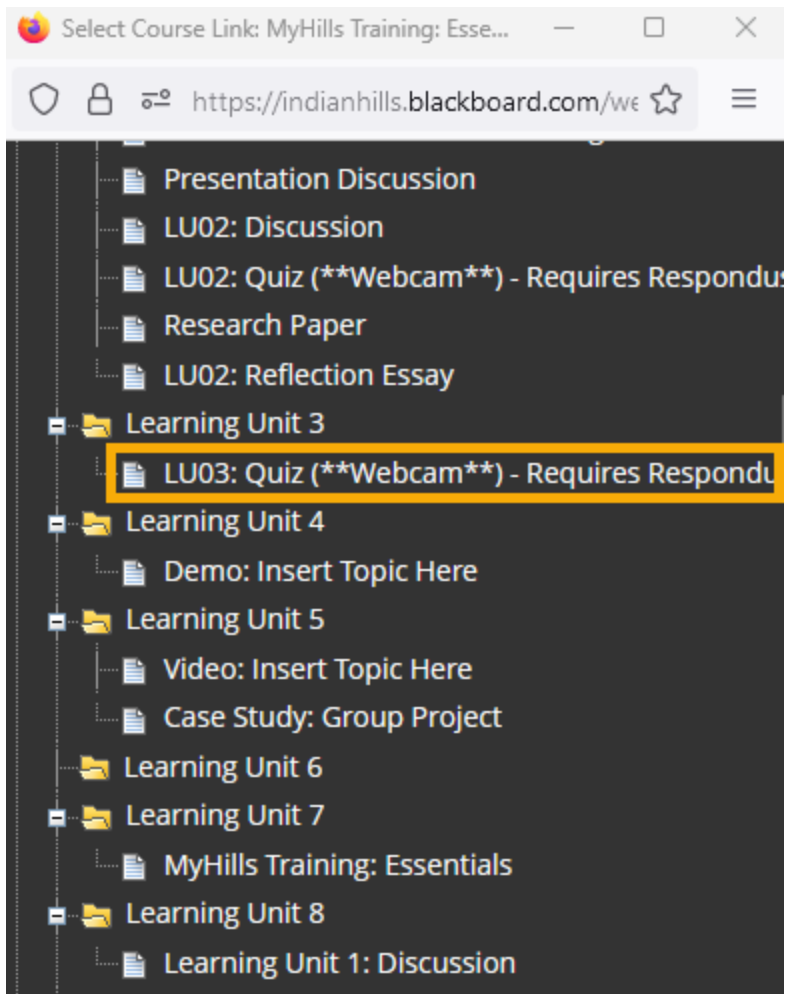 Select Course Link: MyHills Training: Esse...
https://indianhills.blackboard.com/we
Presentation Discussion
LU02: Discussion
LU02: Quiz (**Webcam**) - Requires Respondus
Research Paper
LU02: Reflection Essay
Learning Unit 3
LU03: Quiz (**Webcam**) - Requires Respondu
Learning Unit 4
Demo: Insert Topic Here
Learning Unit 5
Video: Insert Topic Here
Case Study: Group Project
Learning Unit 6
Learning Unit 7
MyHills Training: Essentials
Learning Unit 8
Learning Unit 1: Discussion